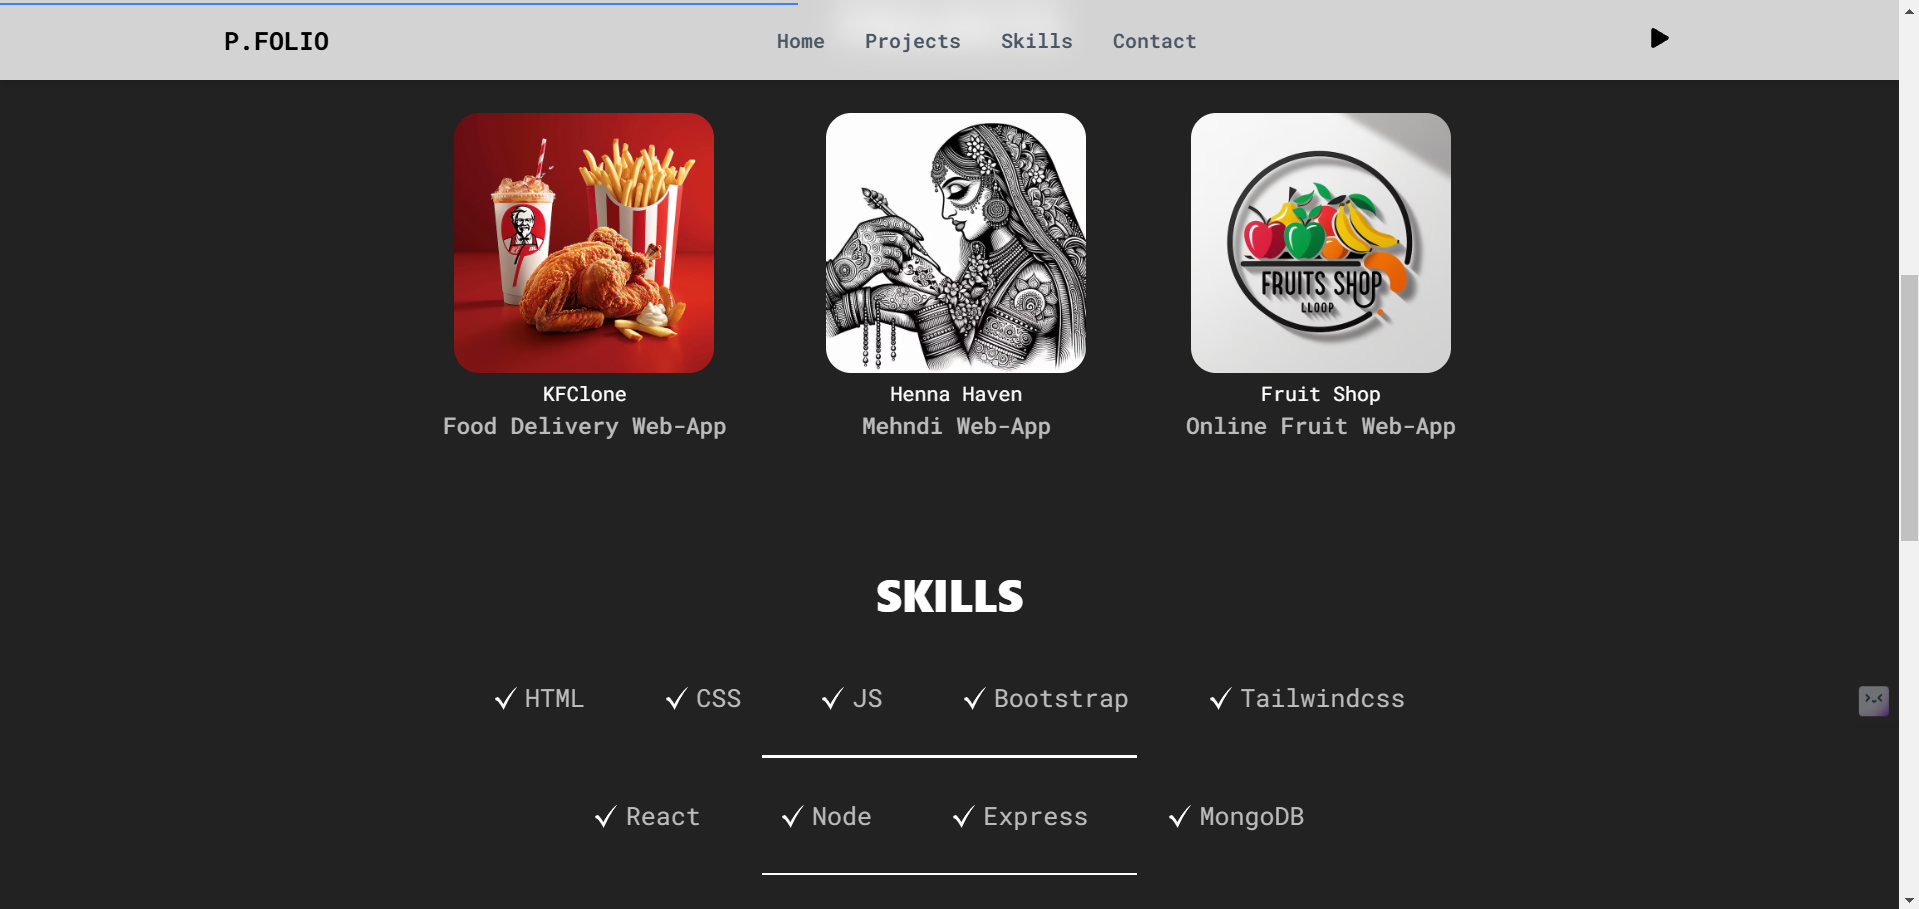 P.FOLIO
Home Projects Skills Contact
FRUITS SHOP
LLOOP
KFClone Henna Haven Fruit Shop
Food Delivery Web-App Mehndi Web-App Online Fruit Web-App
SKILLS
HTML CSS JS Bootstrap Tailwindcss
React Node Express MongoDB